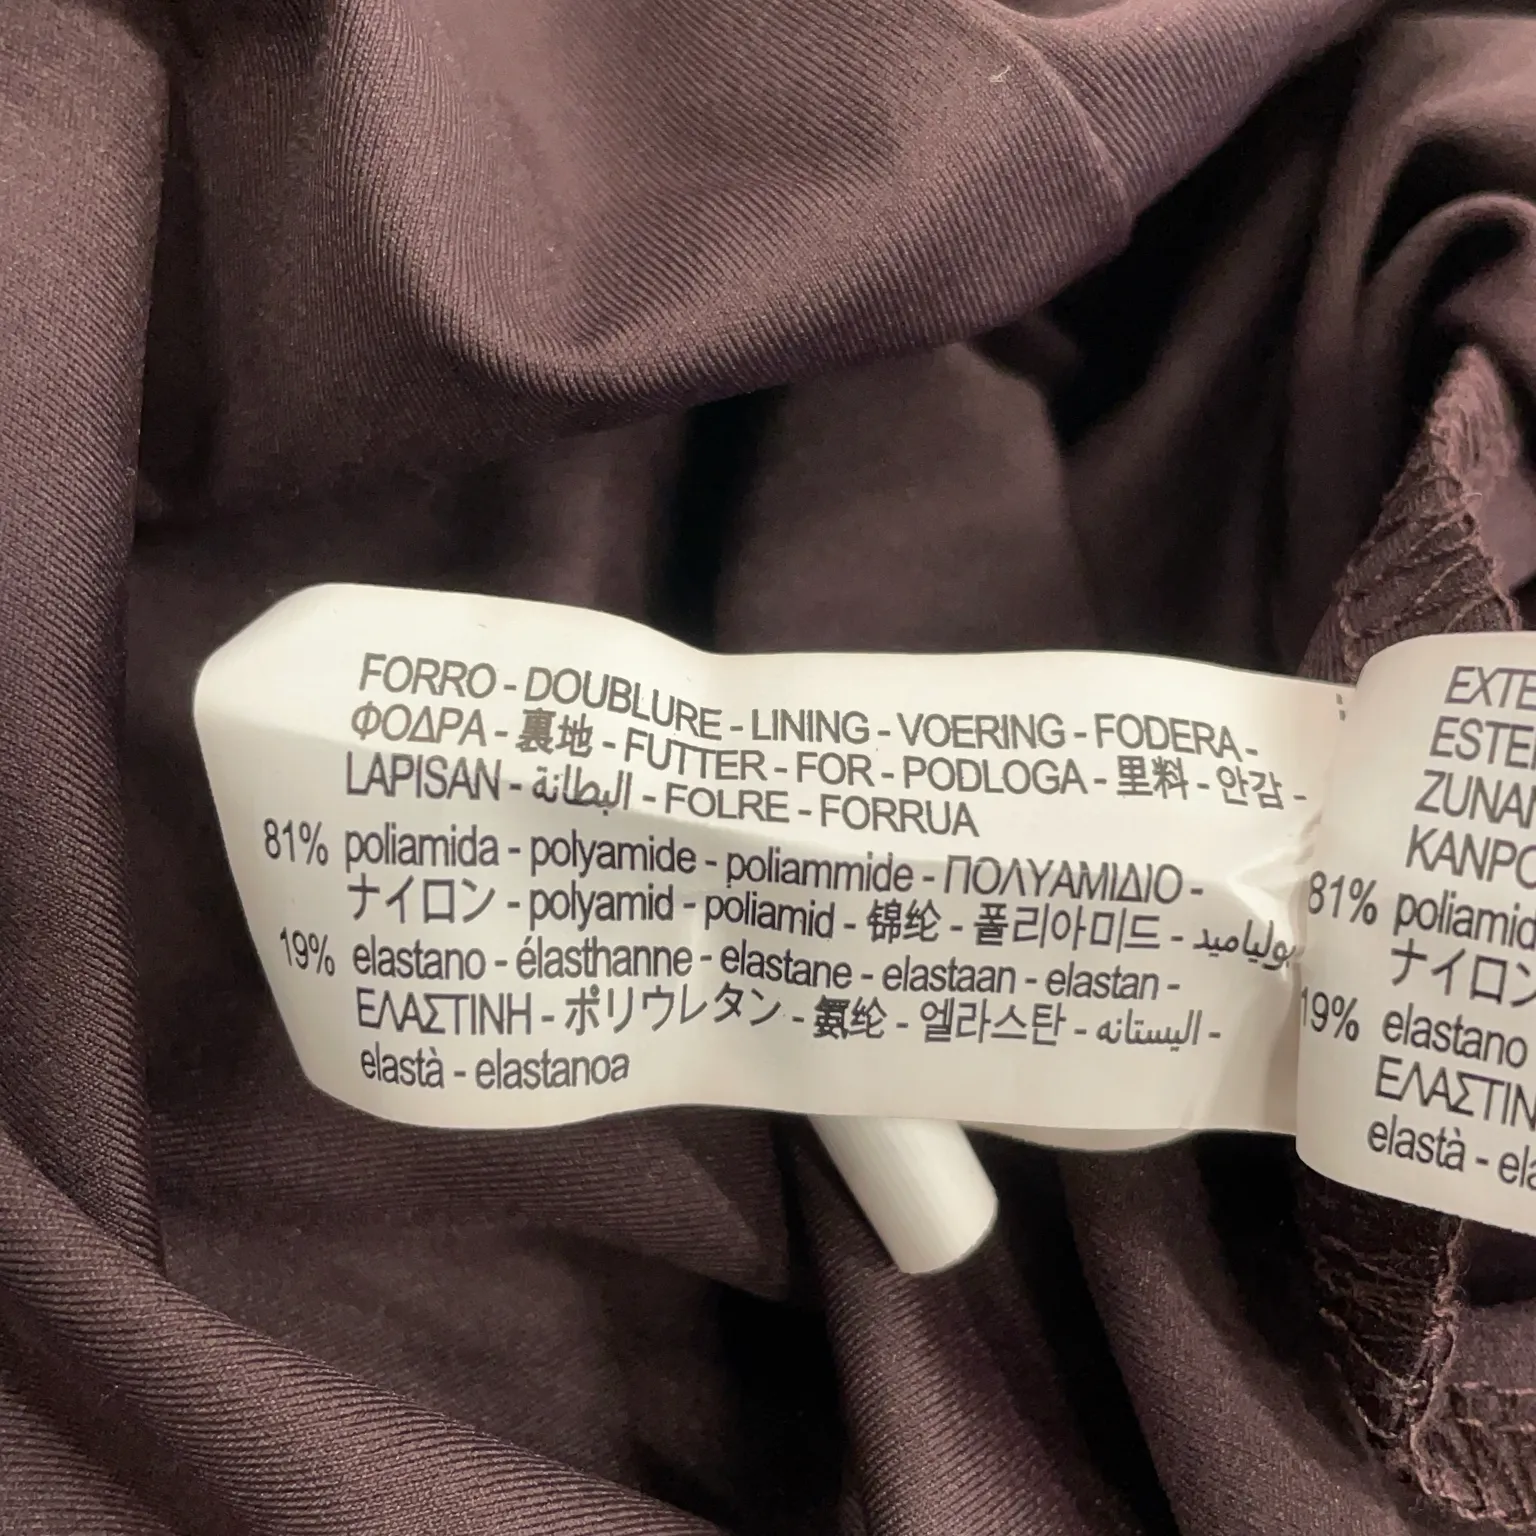 FORRO - DOUBLURE - LINING - VOERING - FODERA -
ΦΟΔΡΑ - 裏地 - FUTTER - FOR - PODLOGA - 里料 - 안감 -
LAPISAN - البطانة - FOLRE - FORRUA
81% poliamida - polyamide - poliammide - ΠΟΛΥΑΜΙΔΙΟ -
ナイロン - polyamid - poliamid - 锦纶 - 폴리아미드 - بولياميد
19% elastano - élasthanne - elastane - elastaan - elastan -
ΕΛΑΣΤΙΝΗ - ポリウレタン - 氨纶 - 엘라스탄 - اليستانه -
elastà - elastanoa
EXTE
ESTE
ZUNA
KANPO
81% poliamid
ナイロン
19% elastano
ΕΛΑΣΤΙΝ
elastà - ela